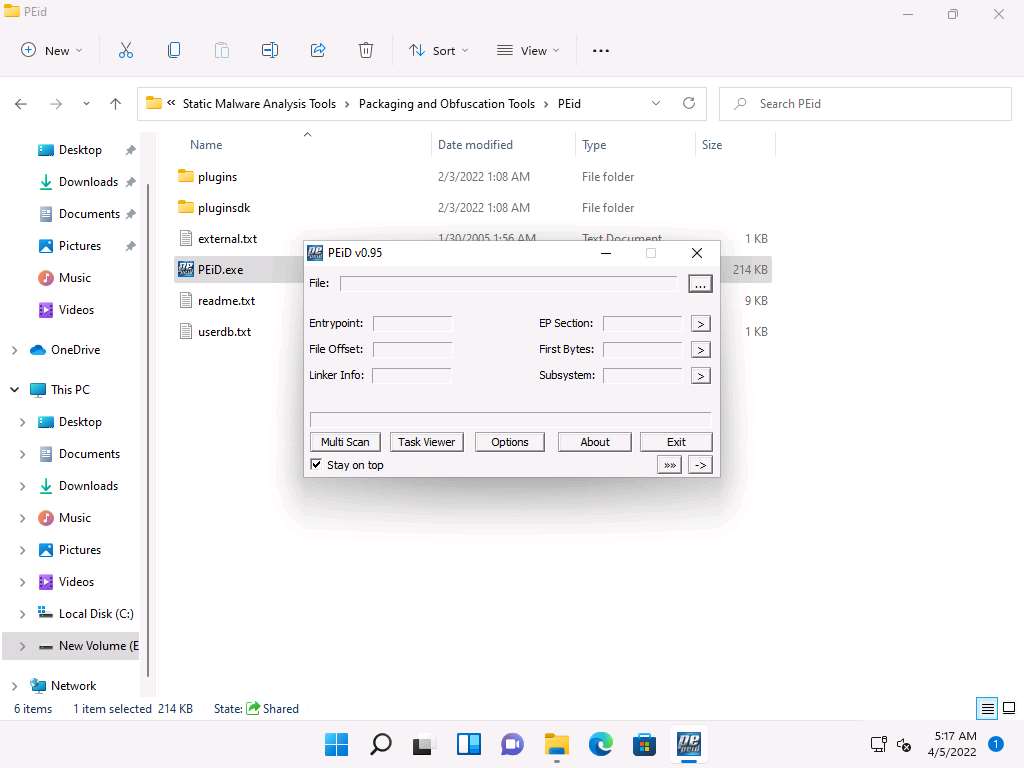 PEid
New
Sort
View
« Static Malware Analysis Tools > Packaging and Obfuscation Tools > PEid
Search PEid
Name Date modified Type Size
Desktop
Downloads
Documents
Pictures
Music
Videos
OneDrive
This PC
Desktop
Documents
Downloads
Music
Pictures
Videos
Local Disk (C:)
New Volume (E
Network
plugins 2/3/2022 1:08 AM File folder
pluginsdk 2/3/2022 1:08 AM File folder
external.txt 1/30/2005 1:56 AM Text Document 1 KB
PEiD.exe 214 KB
readme.txt 9 KB
userdb.txt 1 KB
PEiD v0.95
File: ...
Entrypoint: EP Section: >
File Offset: First Bytes: >
Linker Info: Subsystem: >
Multi Scan Task Viewer Options About Exit
Stay on top »» ->
6 items 1 item selected 214 KB State: Shared
5:17 AM
4/5/2022
1